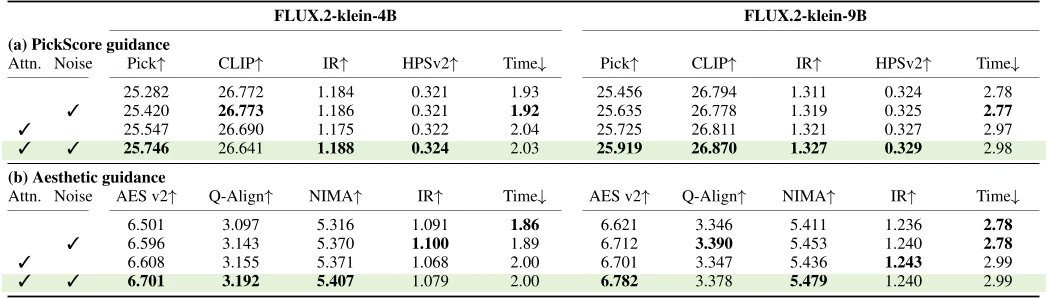 FLUX.2-klein-4B FLUX.2-klein-9B
(a) PickScore guidance
Attn. Noise Pick↑ CLIP↑ IR↑ HPSv2↑ Time↓ Pick↑ CLIP↑ IR↑ HPSv2↑ Time↓
25.282 26.772 1.184 0.321 1.93 25.456 26.794 1.311 0.324 2.78
✓ 25.420 26.773 1.186 0.321 1.92 25.635 26.778 1.319 0.325 2.77
✓ 25.547 26.690 1.175 0.322 2.04 25.725 26.811 1.321 0.327 2.97
✓ ✓ 25.746 26.641 1.188 0.324 2.03 25.919 26.870 1.327 0.329 2.98
(b) Aesthetic guidance
Attn. Noise AES v2↑ Q-Align↑ NIMA↑ IR↑ Time↓ AES v2↑ Q-Align↑ NIMA↑ IR↑ Time↓
6.501 3.097 5.316 1.091 1.86 6.621 3.346 5.411 1.236 2.78
✓ 6.596 3.143 5.370 1.100 1.89 6.712 3.390 5.453 1.240 2.78
✓ 6.608 3.155 5.371 1.068 2.00 6.701 3.347 5.436 1.243 2.99
✓ ✓ 6.701 3.192 5.407 1.079 2.00 6.782 3.378 5.479 1.240 2.99